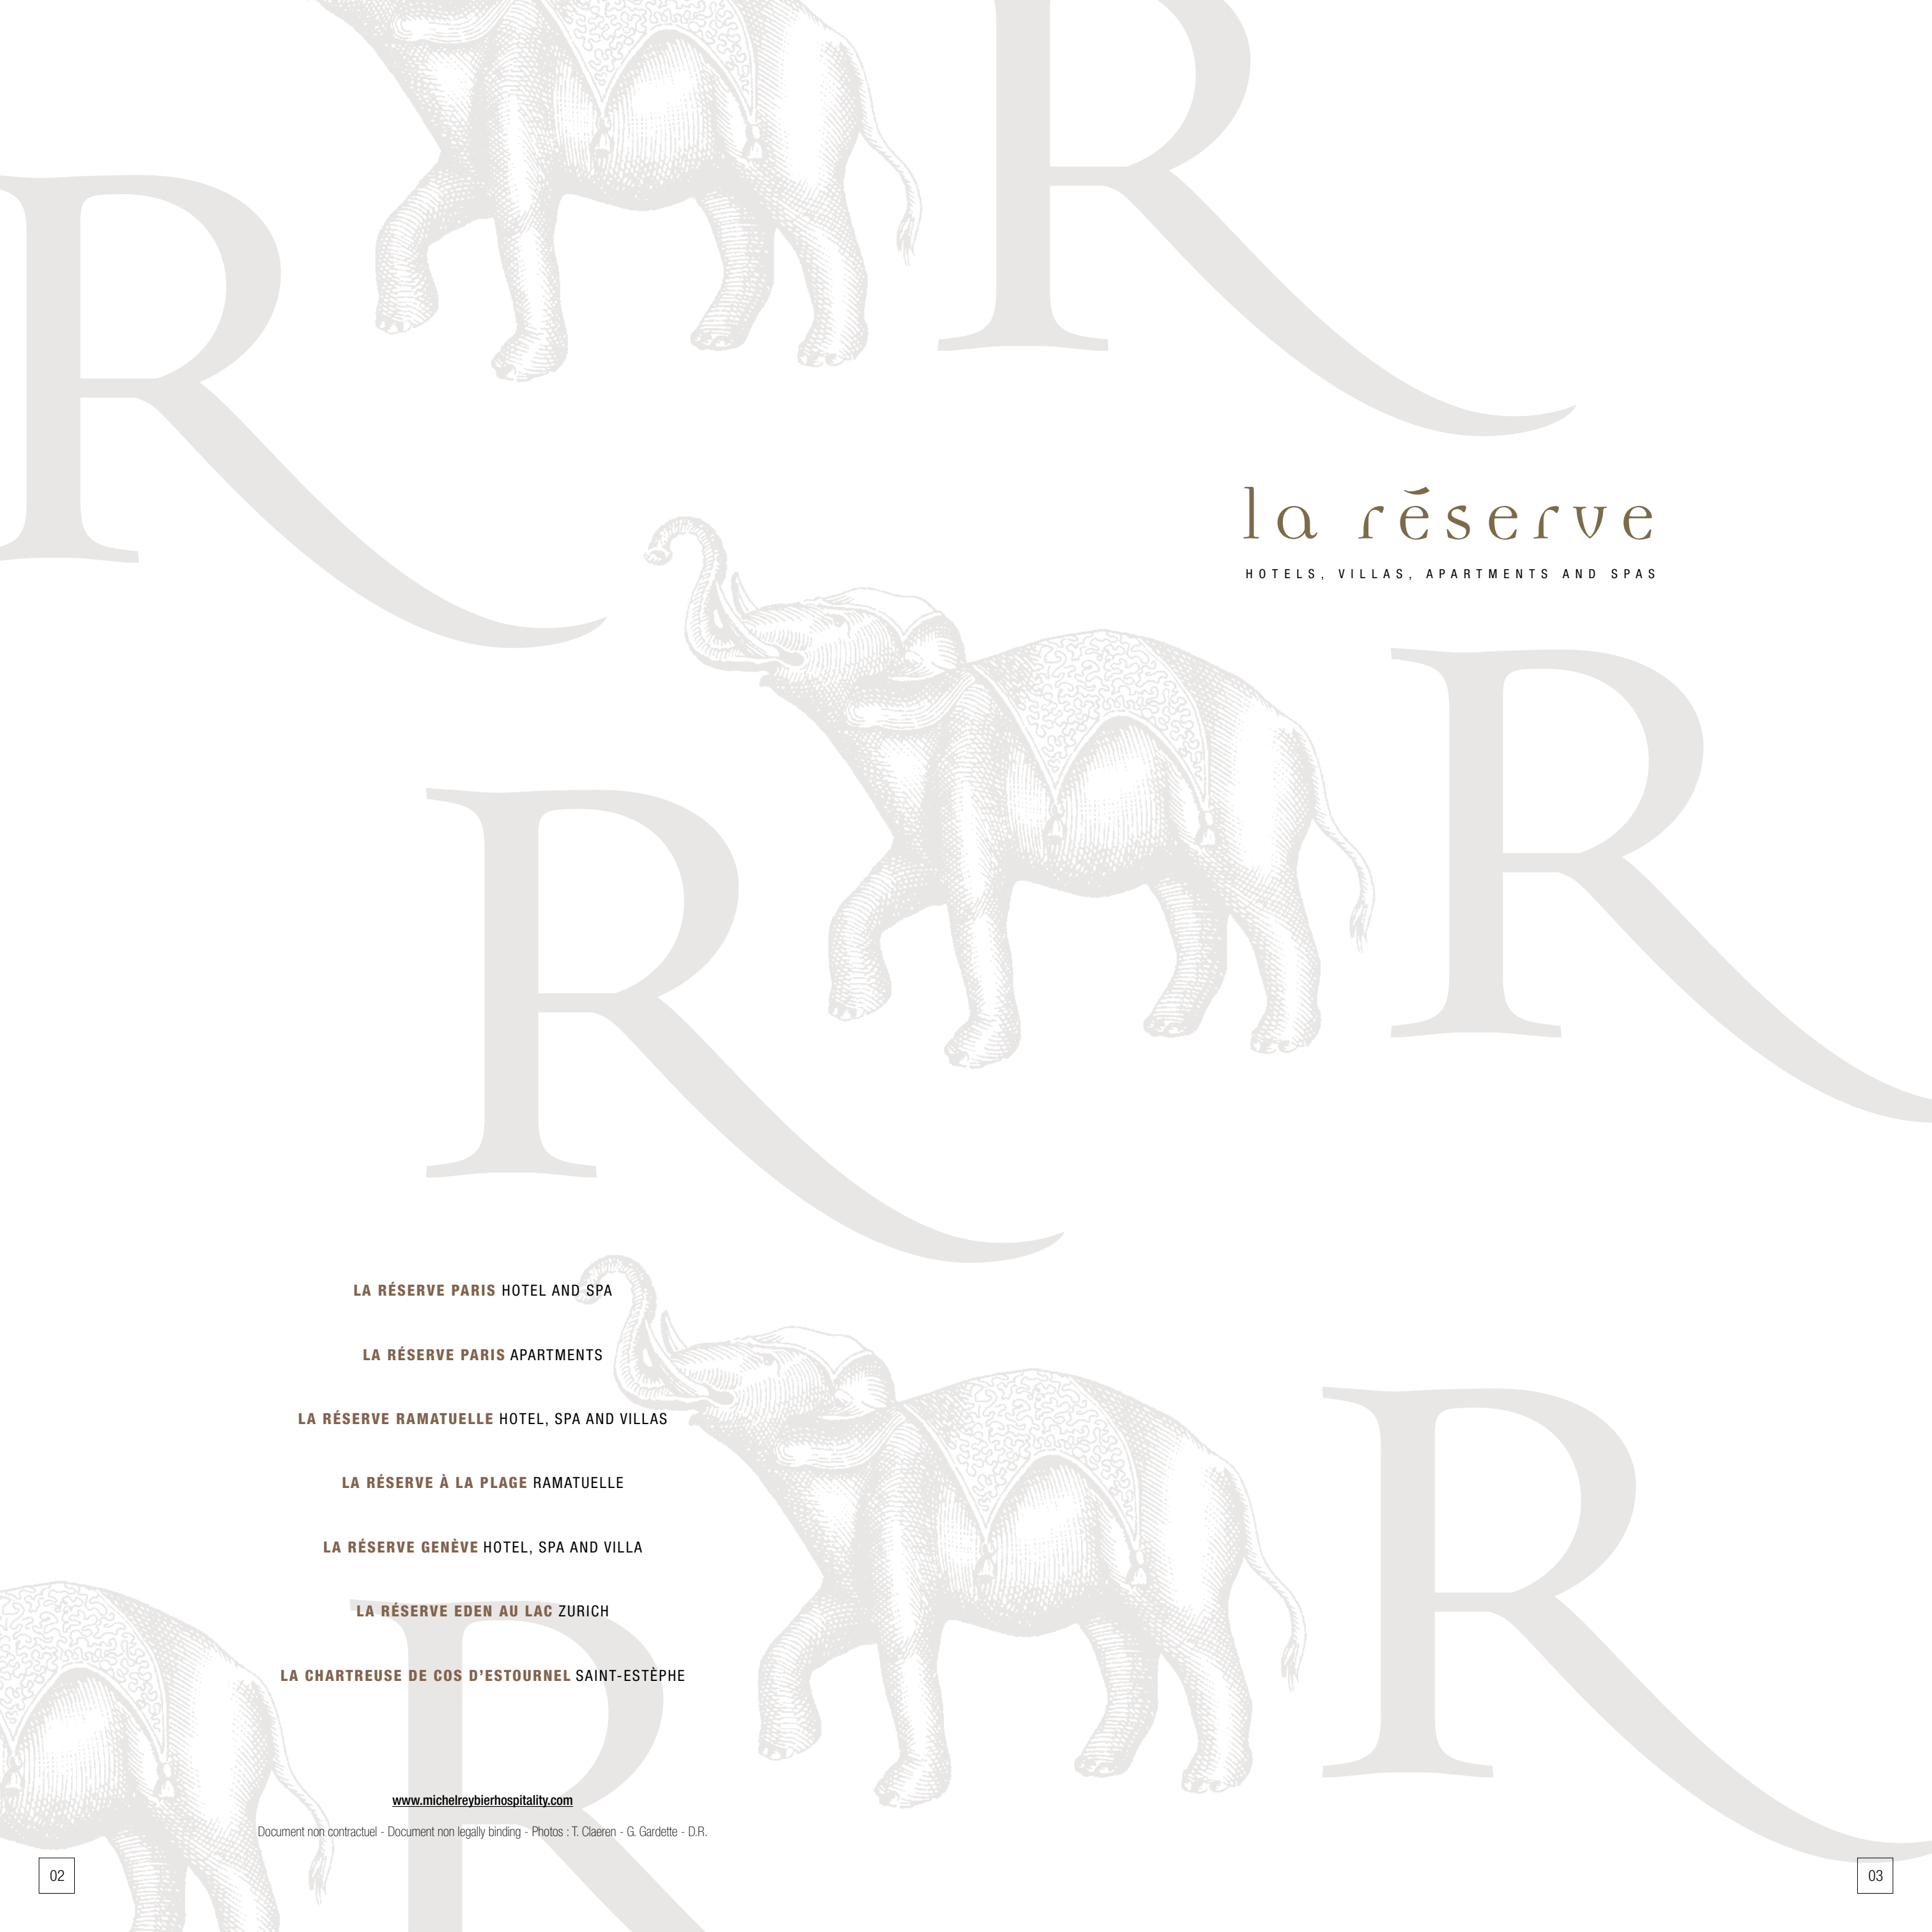 la réserve
HOTELS, VILLAS, APARTMENTS AND SPAS
LA RÉSERVE PARIS HOTEL AND SPA
LA RÉSERVE PARIS APARTMENTS
LA RÉSERVE RAMATUELLE HOTEL, SPA AND VILLAS
LA RÉSERVE À LA PLAGE RAMATUELLE
LA RÉSERVE GENÈVE HOTEL, SPA AND VILLA
LA RÉSERVE EDEN AU LAC ZURICH
LA CHARTREUSE DE COS D’ESTOURNEL SAINT-ESTÈPHE
www.michelreybierhospitality.com
Document non contractuel - Document non legally binding - Photos : T. Claeren - G. Gardette - D.R.
02
03
R
R
R
R
R
R